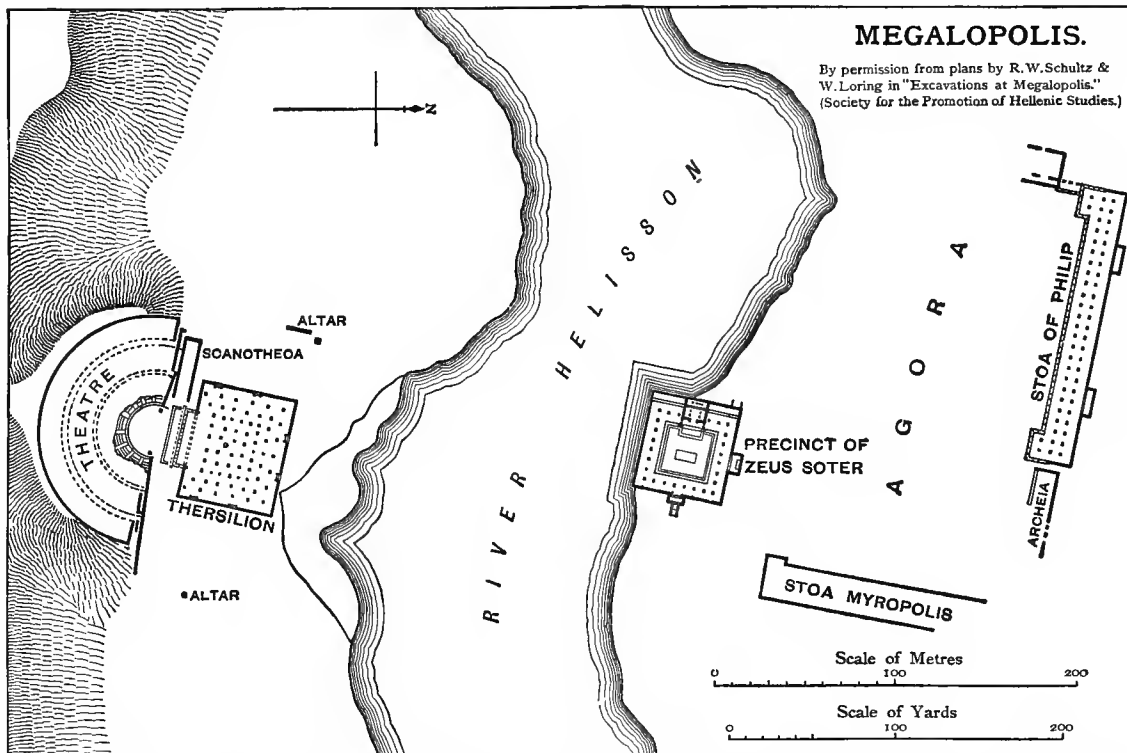 MEGALOPOLIS.
By permission from plans by R.W.Schultz &
W.Loring in "Excavations at Megalopolis."
(Society for the Promotion of Hellenic Studies.)
N
RIVER HELISSON
AGORA
STOA OF PHILIP
ALTAR
SCANOTHEOA
THEATRE
THERSILION
PRECINCT OF
ZEUS SOTER
ARCHEIA
ALTAR
STOA MYROPOLIS
Scale of Metres
0 100 200
Scale of Yards
0 100 200